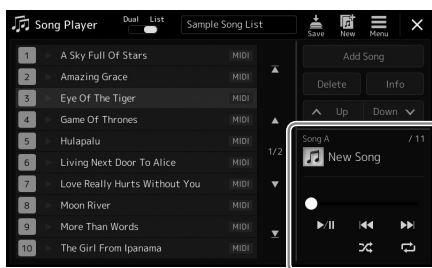 Song Player
Dual List
Sample Song List
Save
New
Menu
1 A Sky Full Of Stars MIDI
2 Amazing Grace MIDI
3 Eye Of The Tiger MIDI
4 Game Of Thrones MIDI
5 Hulapalu MIDI
6 Living Next Door To Alice MIDI
7 Love Really Hurts Without You MIDI
8 Moon River MIDI
9 More Than Words MIDI
10 The Girl From Ipanama MIDI
1/2
Add Song
Delete
Info
Up
Down
Song A /11
New Song